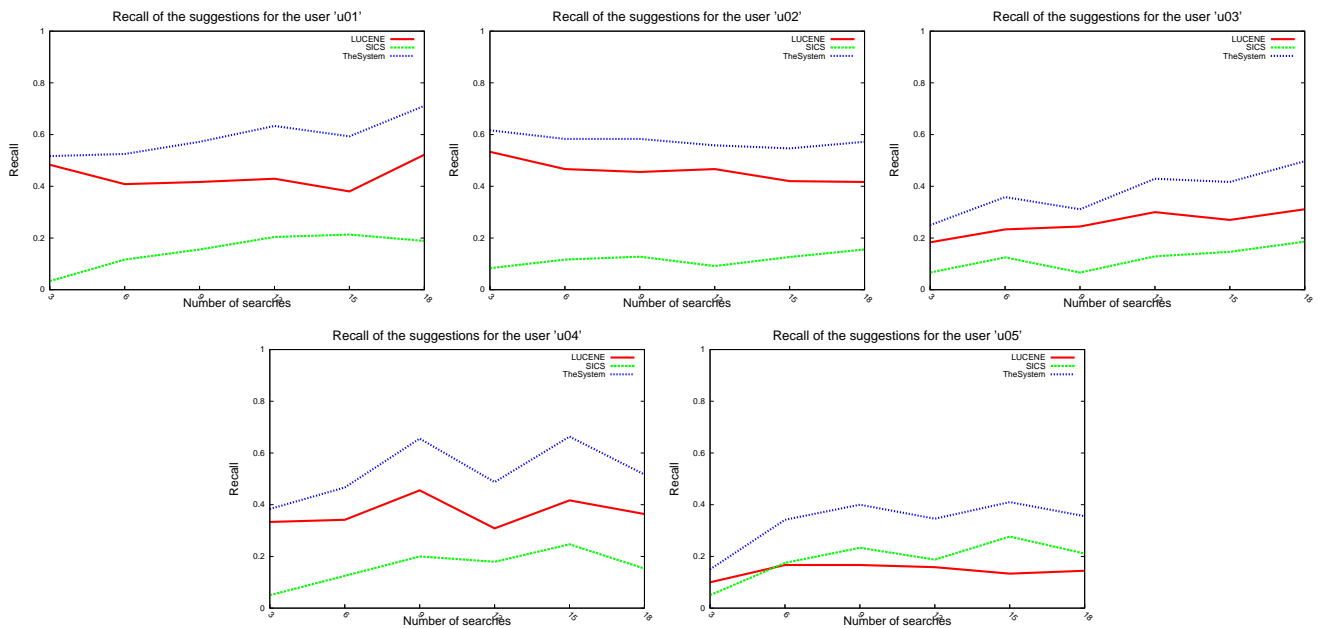 Recall of the suggestions for the user 'u01'
LUCENE
SICS
TheSystem
1
0.8
0.6
0.4
0.2
0
Recall
3
6
9
12
15
18
Number of searches
Recall of the suggestions for the user 'u02'
LUCENE
SICS
TheSystem
1
0.8
0.6
0.4
0.2
0
Recall
3
6
9
12
15
18
Number of searches
Recall of the suggestions for the user 'u03'
LUCENE
SICS
TheSystem
1
0.8
0.6
0.4
0.2
0
Recall
3
6
9
12
15
18
Number of searches
Recall of the suggestions for the user 'u04'
LUCENE
SICS
TheSystem
1
0.8
0.6
0.4
0.2
0
Recall
3
6
9
12
15
18
Number of searches
Recall of the suggestions for the user 'u05'
LUCENE
SICS
TheSystem
1
0.8
0.6
0.4
0.2
0
Recall
3
6
9
12
15
18
Number of searches